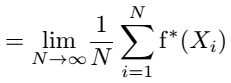 = \lim_{N \to \infty} \frac{1}{N} \sum_{i=1}^{N} \mathrm{f}^{*}(X_i)